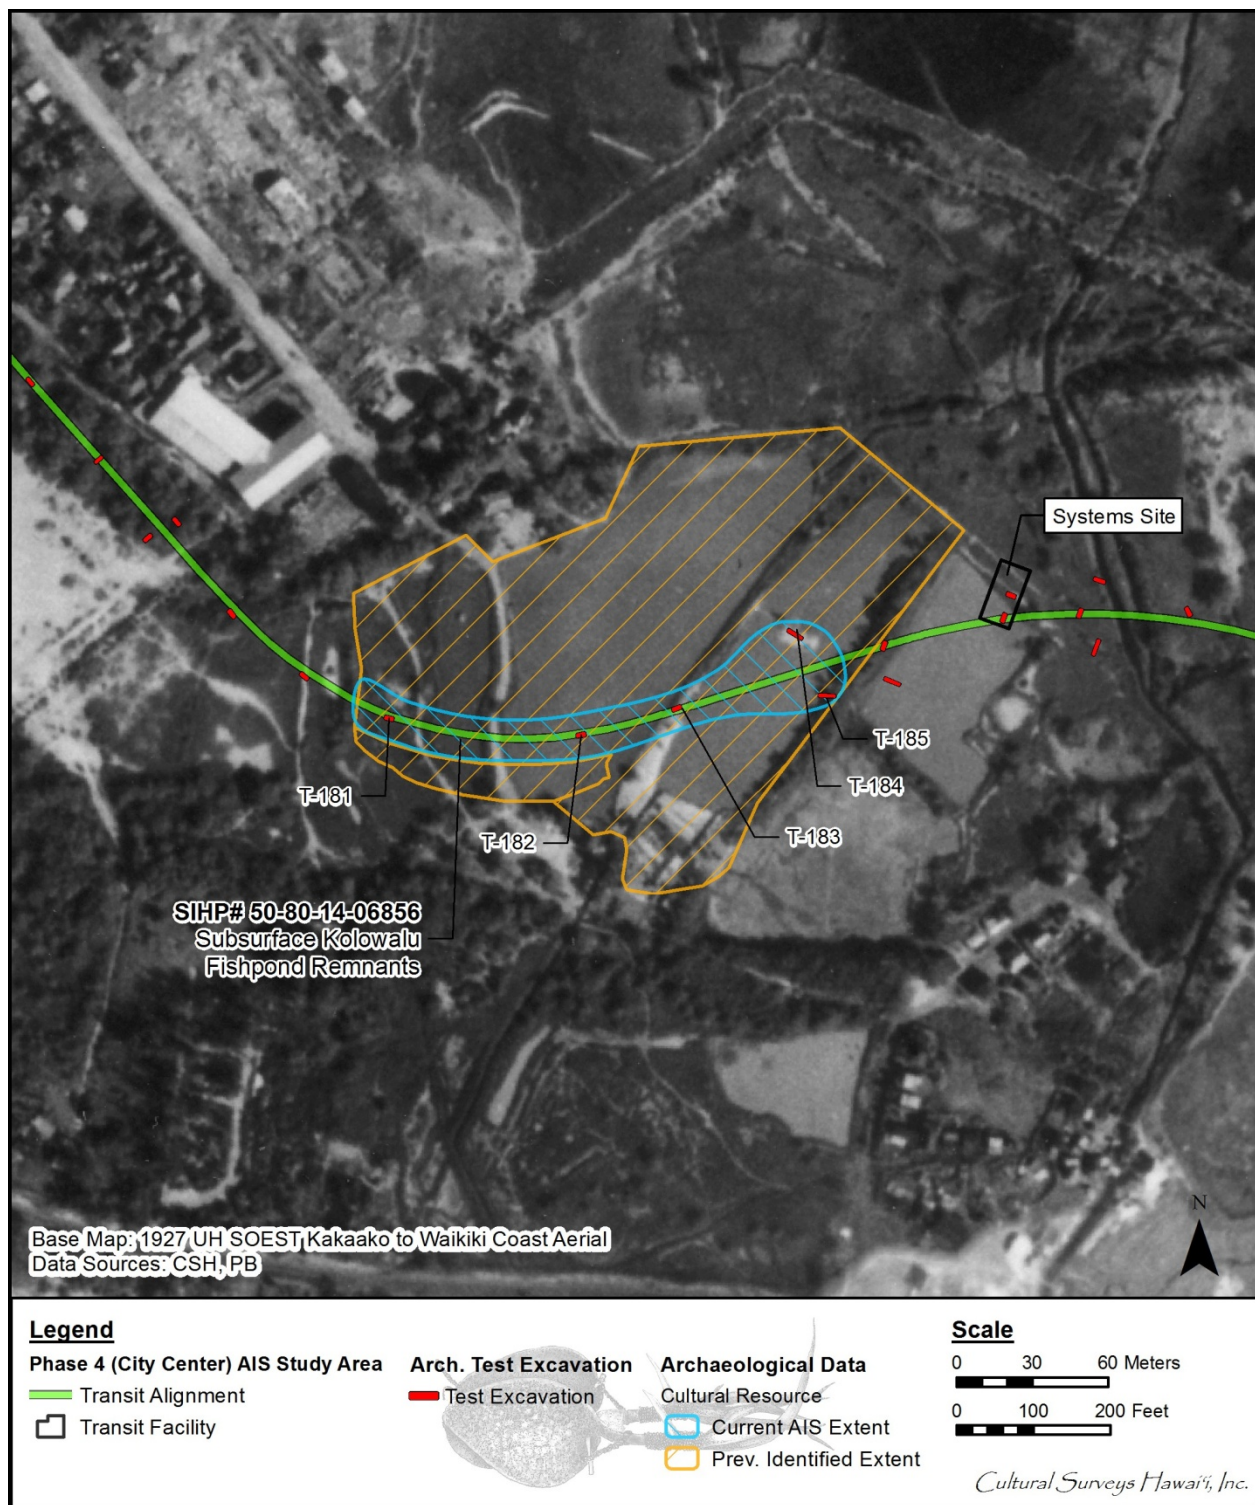 Systems Site
T-185
T-184
T-181
T-183
T-182
SIHP# 50-80-14-06856
Subsurface Kolowalu
Fishpond Remnants
N
Base Map: 1927 UH SOEST Kakaako to Waikiki Coast Aerial
Data Sources: CSH, PB
Legend
Phase 4 (City Center) AIS Study Area
Transit Alignment
Transit Facility
Arch. Test Excavation
Test Excavation
Archaeological Data
Cultural Resource
Current AIS Extent
Prev. Identified Extent
Scale
0 30 60 Meters
0 100 200 Feet
Cultural Surveys Hawai‘i, Inc.